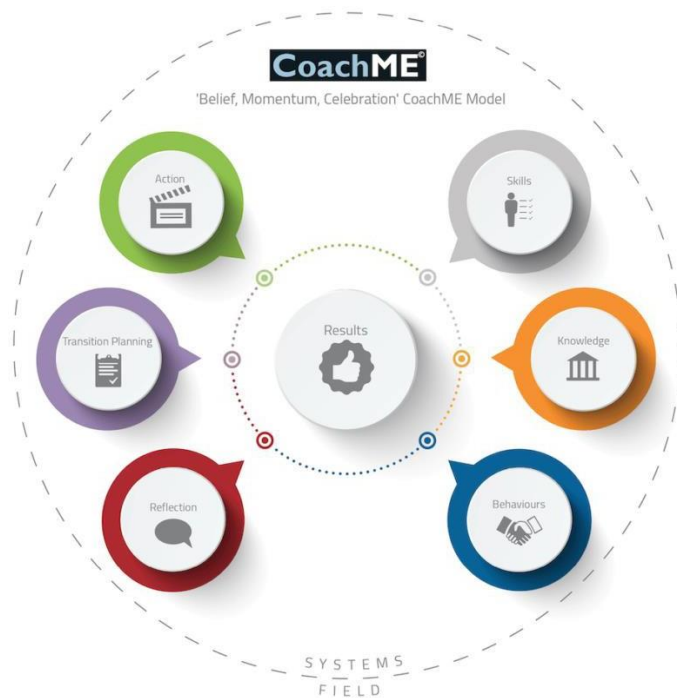 CoachME©
'Belief, Momentum, Celebration' CoachME Model
Action
Skills
Transition Planning
Results
Knowledge
Reflection
Behaviours
SYSTEMS
FIELD